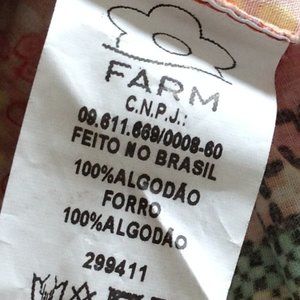 FARM
C.N.P.J.:
09.611.669/0008-60
FEITO NO BRASIL
100%ALGODÃO
FORRO
100%ALGODÃO
299411